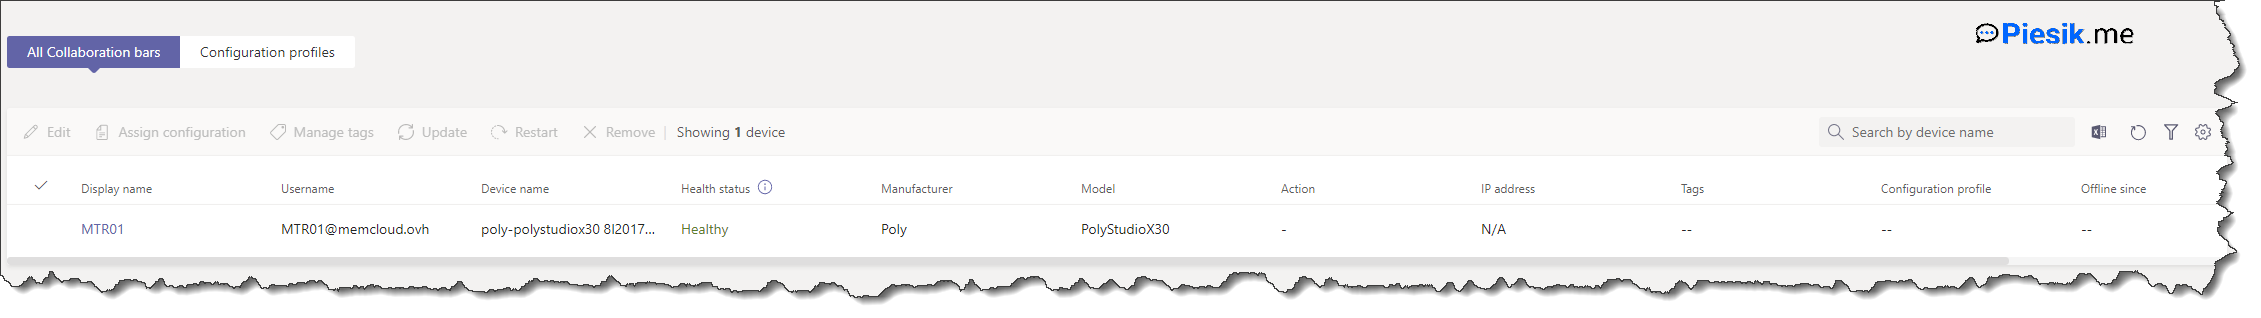 Piesik.me
All Collaboration bars Configuration profiles
Edit Assign configuration Manage tags Update Restart Remove Showing 1 device Search by device name
Display name Username Device name Health status Manufacturer Model Action IP address Tags Configuration profile Offline since
MTR01 MTR01@memcloud.ovh poly-polystudiox30 8l2017... Healthy Poly PolyStudioX30 - N/A -- -- --